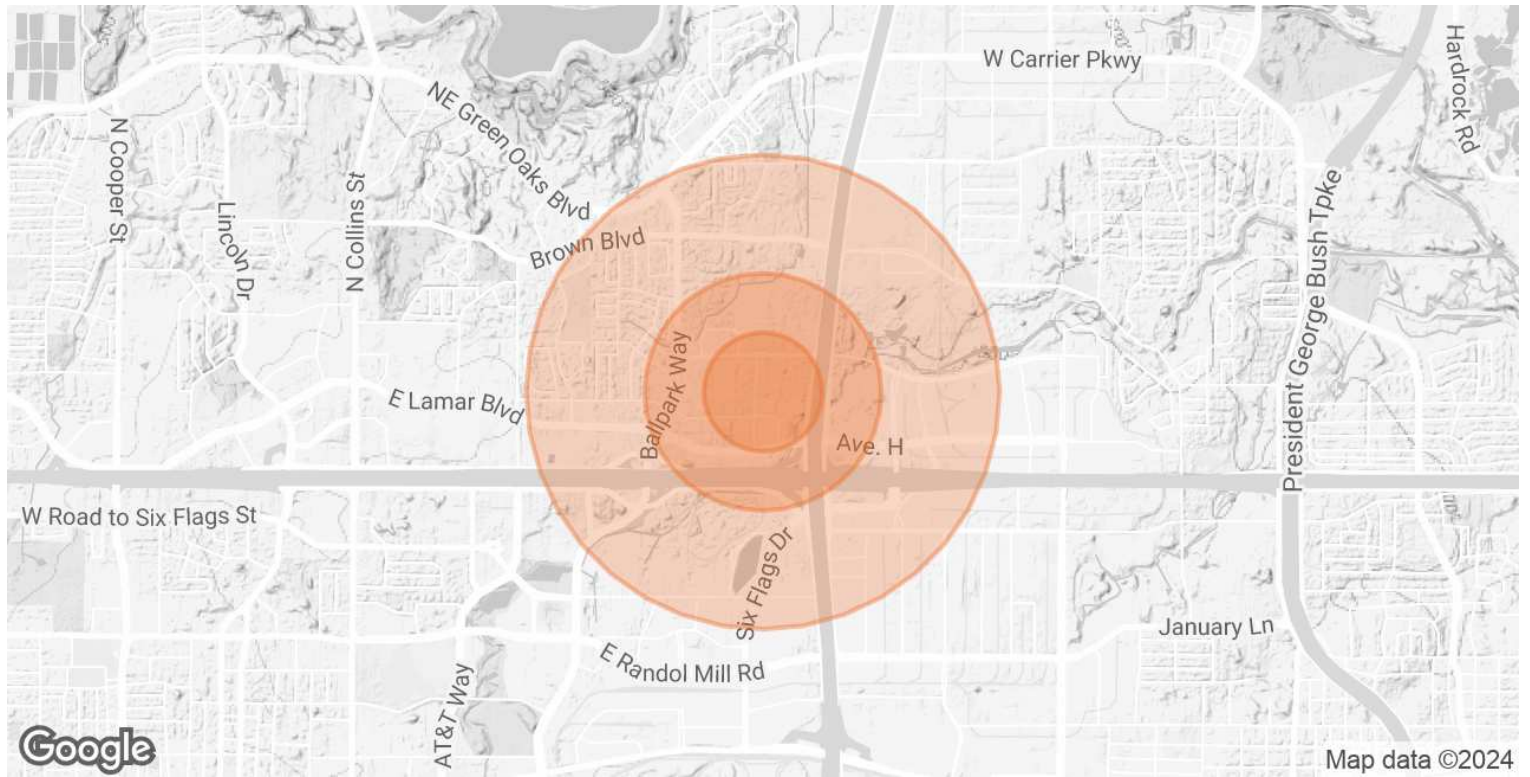 W Carrier Pkwy
Hardrock Rd
NE Green Oaks Blvd
N Cooper St
Lincoln Dr
N Collins St
Brown Blvd
President George Bush Tpke
Ballpark Way
E Lamar Blvd
Ave. H
W Road to Six Flags St
Six Flags Dr
January Ln
E Randol Mill Rd
AT&T Way
Google
Map data ©2024